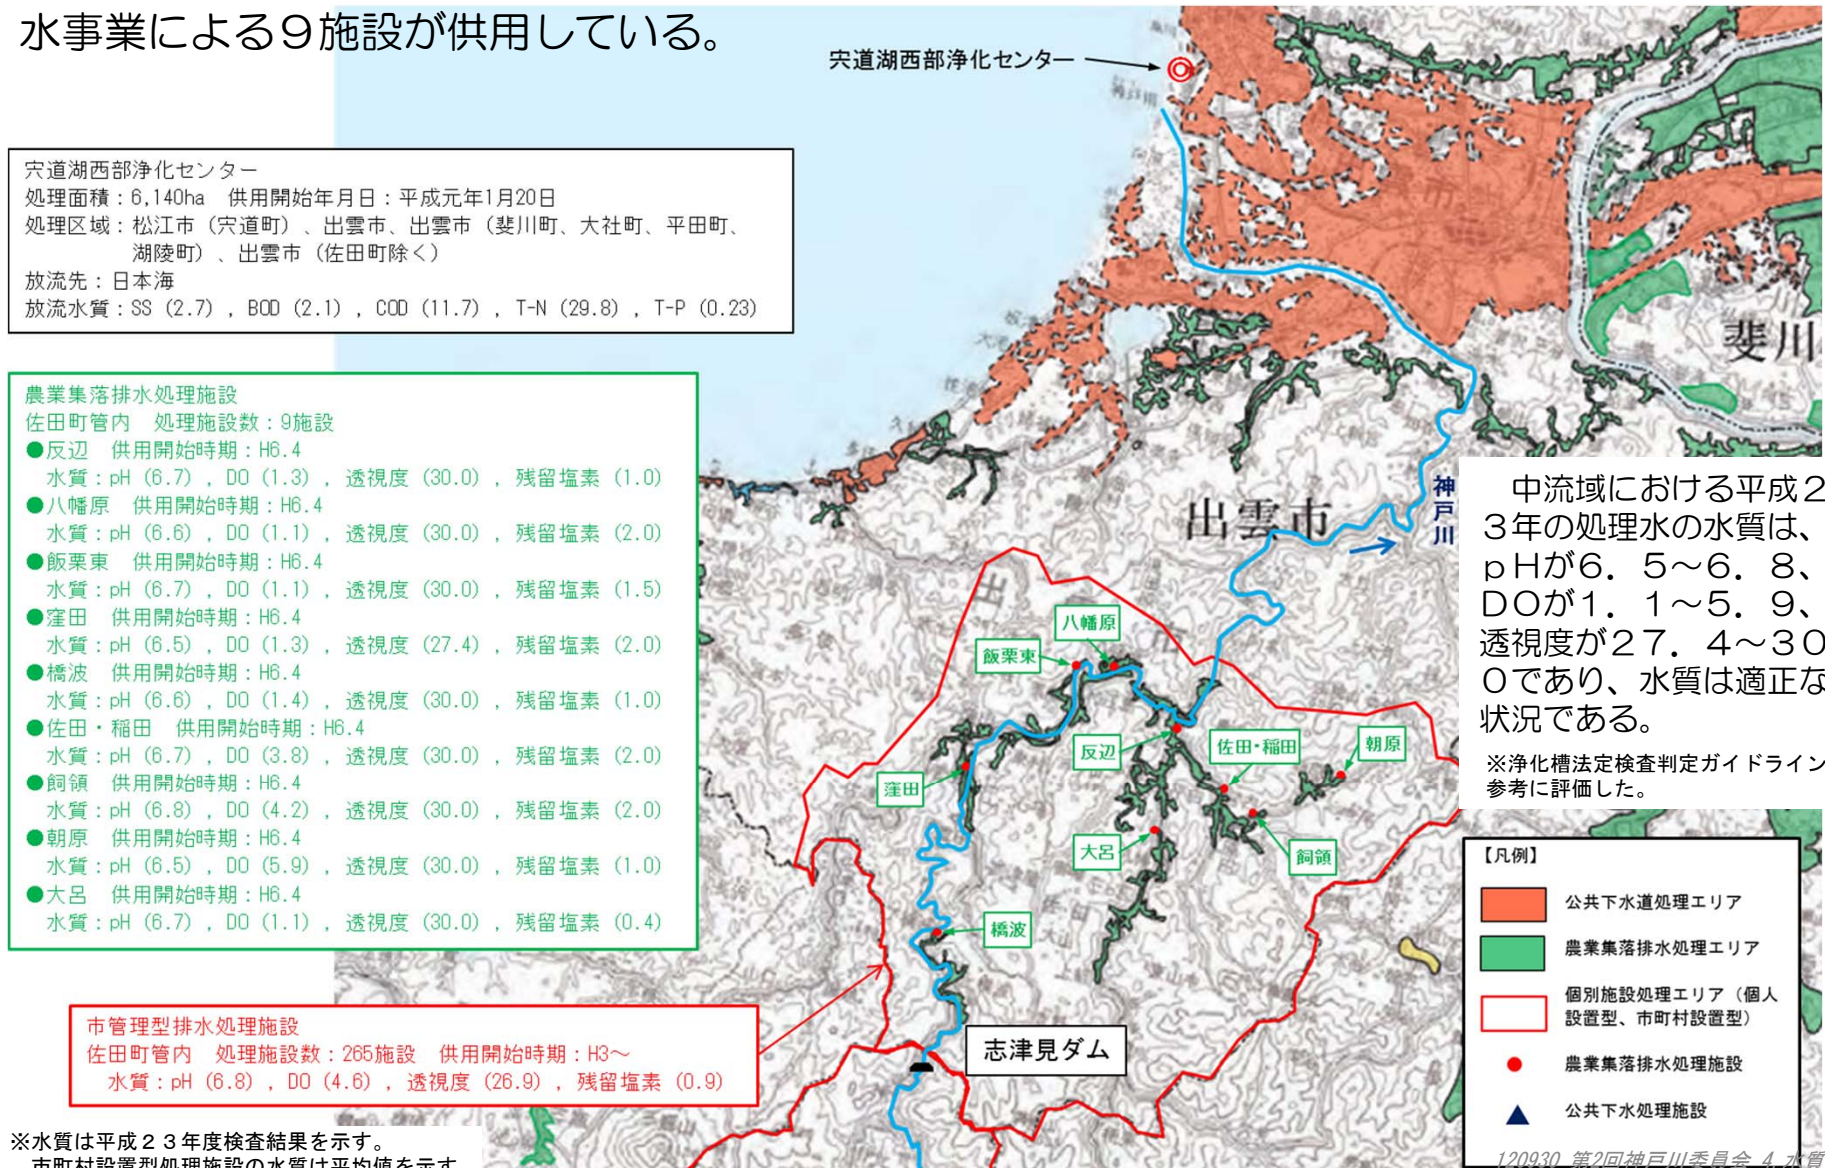 水事業による９施設が供用している。
宍道湖西部浄化センター
宍道湖西部浄化センター
処理面積：6,140ha　供用開始年月日：平成元年1月20日
処理区域：松江市（宍道町）、出雲市、出雲市（斐川町、大社町、平田町、
湖陵町）、出雲市（佐田町除く）
放流先：日本海
放流水質：SS (2.7) , BOD (2.1) , COD (11.7) , T-N (29.8) , T-P (0.23)
農業集落排水処理施設
佐田町管内　処理施設数：9施設
●反辺　供用開始時期：H6.4
水質：pH (6.7) , DO (1.3) , 透視度 (30.0) , 残留塩素 (1.0)
●八幡原　供用開始時期：H6.4
水質：pH (6.6) , DO (1.1) , 透視度 (30.0) , 残留塩素 (2.0)
●飯栗東　供用開始時期：H6.4
水質：pH (6.7) , DO (1.1) , 透視度 (30.0) , 残留塩素 (1.5)
●窪田　供用開始時期：H6.4
水質：pH (6.5) , DO (1.3) , 透視度 (27.4) , 残留塩素 (2.0)
●橋波　供用開始時期：H6.4
水質：pH (6.6) , DO (1.4) , 透視度 (30.0) , 残留塩素 (1.0)
●佐田・稲田　供用開始時期：H6.4
水質：pH (6.7) , DO (3.8) , 透視度 (30.0) , 残留塩素 (2.0)
●飼領　供用開始時期：H6.4
水質：pH (6.8) , DO (4.2) , 透視度 (30.0) , 残留塩素 (2.0)
●朝原　供用開始時期：H6.4
水質：pH (6.5) , DO (5.9) , 透視度 (30.0) , 残留塩素 (1.0)
●大呂　供用開始時期：H6.4
水質：pH (6.7) , DO (1.1) , 透視度 (30.0) , 残留塩素 (0.4)
市管理型排水処理施設
佐田町管内　処理施設数：265施設　供用開始時期：H3～
水質：pH (6.8) , DO (4.6) , 透視度 (26.9) , 残留塩素 (0.9)
※水質は平成２３年度検査結果を示す。
市町村設置型処理施設の水質は平均値を示す
斐川
出雲市
神戸川
八幡原
飯栗東
反辺
佐田・稲田
朝原
窪田
大呂
飼領
橋波
志津見ダム
中流域における平成２
３年の処理水の水質は、
ｐＨが６．５～６．８、
ＤＯが１．１～５．９、
透視度が２７．４～３０
０であり、水質は適正な
状況である。
※浄化槽法定検査判定ガイドライン
参考に評価した。
【凡例】
公共下水道処理エリア
農業集落排水処理エリア
個別施設処理エリア（個人
設置型、市町村設置型）
農業集落排水処理施設
公共下水処理施設
120930 第2回神戸川委員会 4 水質